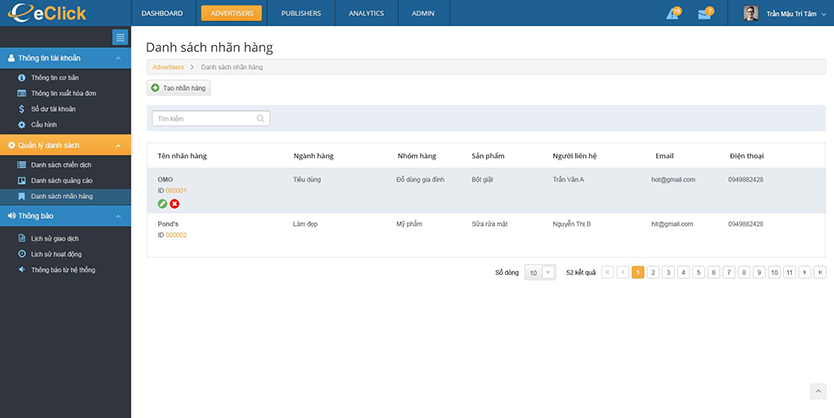 eClick
DASHBOARD ADVERTISERS PUBLISHERS ANALYTICS ADMIN
Trần Mậu Trí Tâm
Thông tin tài khoản
Thông tin cơ bản
Thông tin xuất hóa đơn
Số dư tài khoản
Cấu hình
Quản lý danh sách
Danh sách chiến dịch
Danh sách quảng cáo
Danh sách nhãn hàng
Thông báo
Lịch sử giao dịch
Lịch sử hoạt động
Thông báo từ hệ thống
Danh sách nhãn hàng
Advertisers > Danh sách nhãn hàng
Tạo nhãn hàng
Tìm kiếm
Tên nhãn hàng Ngành hàng Nhóm hàng Sản phẩm Người liên hệ Email Điện thoại
OMO Tiêu dùng Đồ dùng gia đình Bột giặt Trần Văn A hot@gmail.com 0949882428
ID 000001
Pond's Làm đẹp Mỹ phẩm Sữa rửa mặt Nguyễn Thị B hit@gmail.com 0949882428
ID 000002
Số dòng 10 52 kết quả 1 2 3 4 5 6 7 8 9 10 11